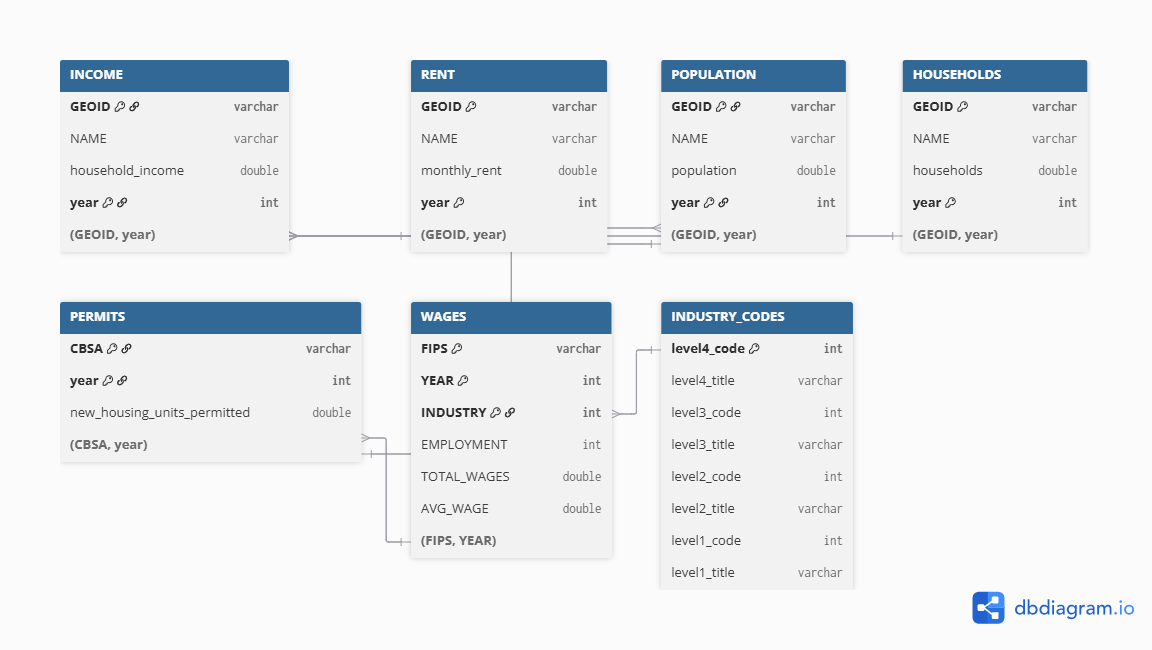 INCOME
GEOID varchar
NAME varchar
household_income double
year int
(GEOID, year)
RENT
GEOID varchar
NAME varchar
monthly_rent double
year int
(GEOID, year)
POPULATION
GEOID varchar
NAME varchar
population double
year int
(GEOID, year)
HOUSEHOLDS
GEOID varchar
NAME varchar
households double
year int
(GEOID, year)
PERMITS
CBSA varchar
year int
new_housing_units_permitted double
(CBSA, year)
WAGES
FIPS varchar
YEAR int
INDUSTRY int
EMPLOYMENT int
TOTAL_WAGES double
AVG_WAGE double
(FIPS, YEAR)
INDUSTRY_CODES
level4_code int
level4_title varchar
level3_code int
level3_title varchar
level2_code int
level2_title varchar
level1_code int
level1_title varchar
dbdiagram.io